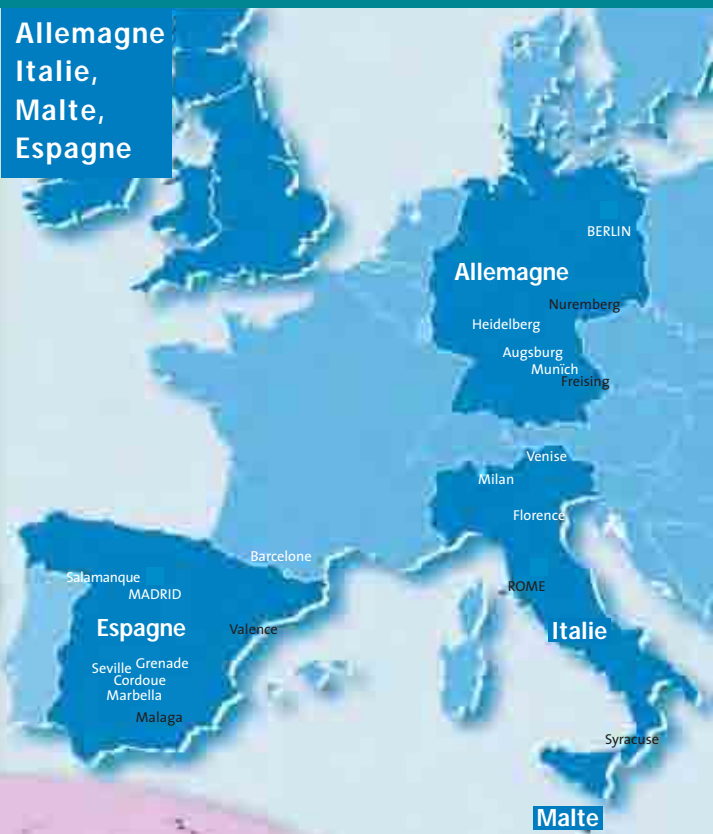 Allemagne
Italie,
Malte,
Espagne
BERLIN
Allemagne
Nuremberg
Heidelberg
Augsburg
Munïch
Freising
Venise
Milan
Florence
Barcelone
Salamanque
MADRID
ROME
Espagne
Valence
Italie
Seville Grenade
Cordoue
Marbella
Malaga
Syracuse
Malte